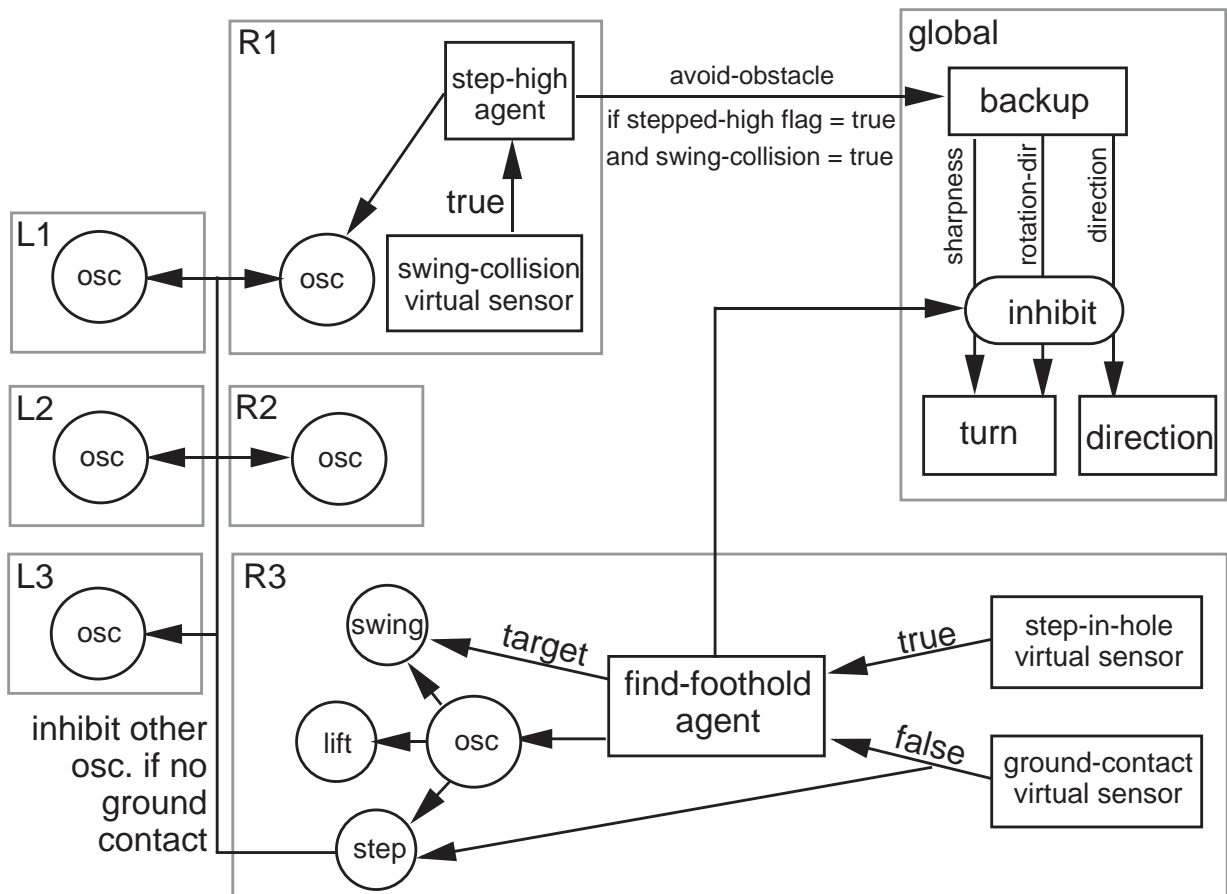 R1
step-high
agent
true
swing-collision
virtual sensor
osc
avoid-obstacle
if stepped-high flag = true
and swing-collision = true
global
backup
sharpness
rotation-dir
direction
inhibit
turn
direction
L1
osc
L2
osc
R2
osc
L3
osc
inhibit other
osc. if no
ground
contact
R3
swing
lift
osc
step
target
find-foothold
agent
true
step-in-hole
virtual sensor
false
ground-contact
virtual sensor